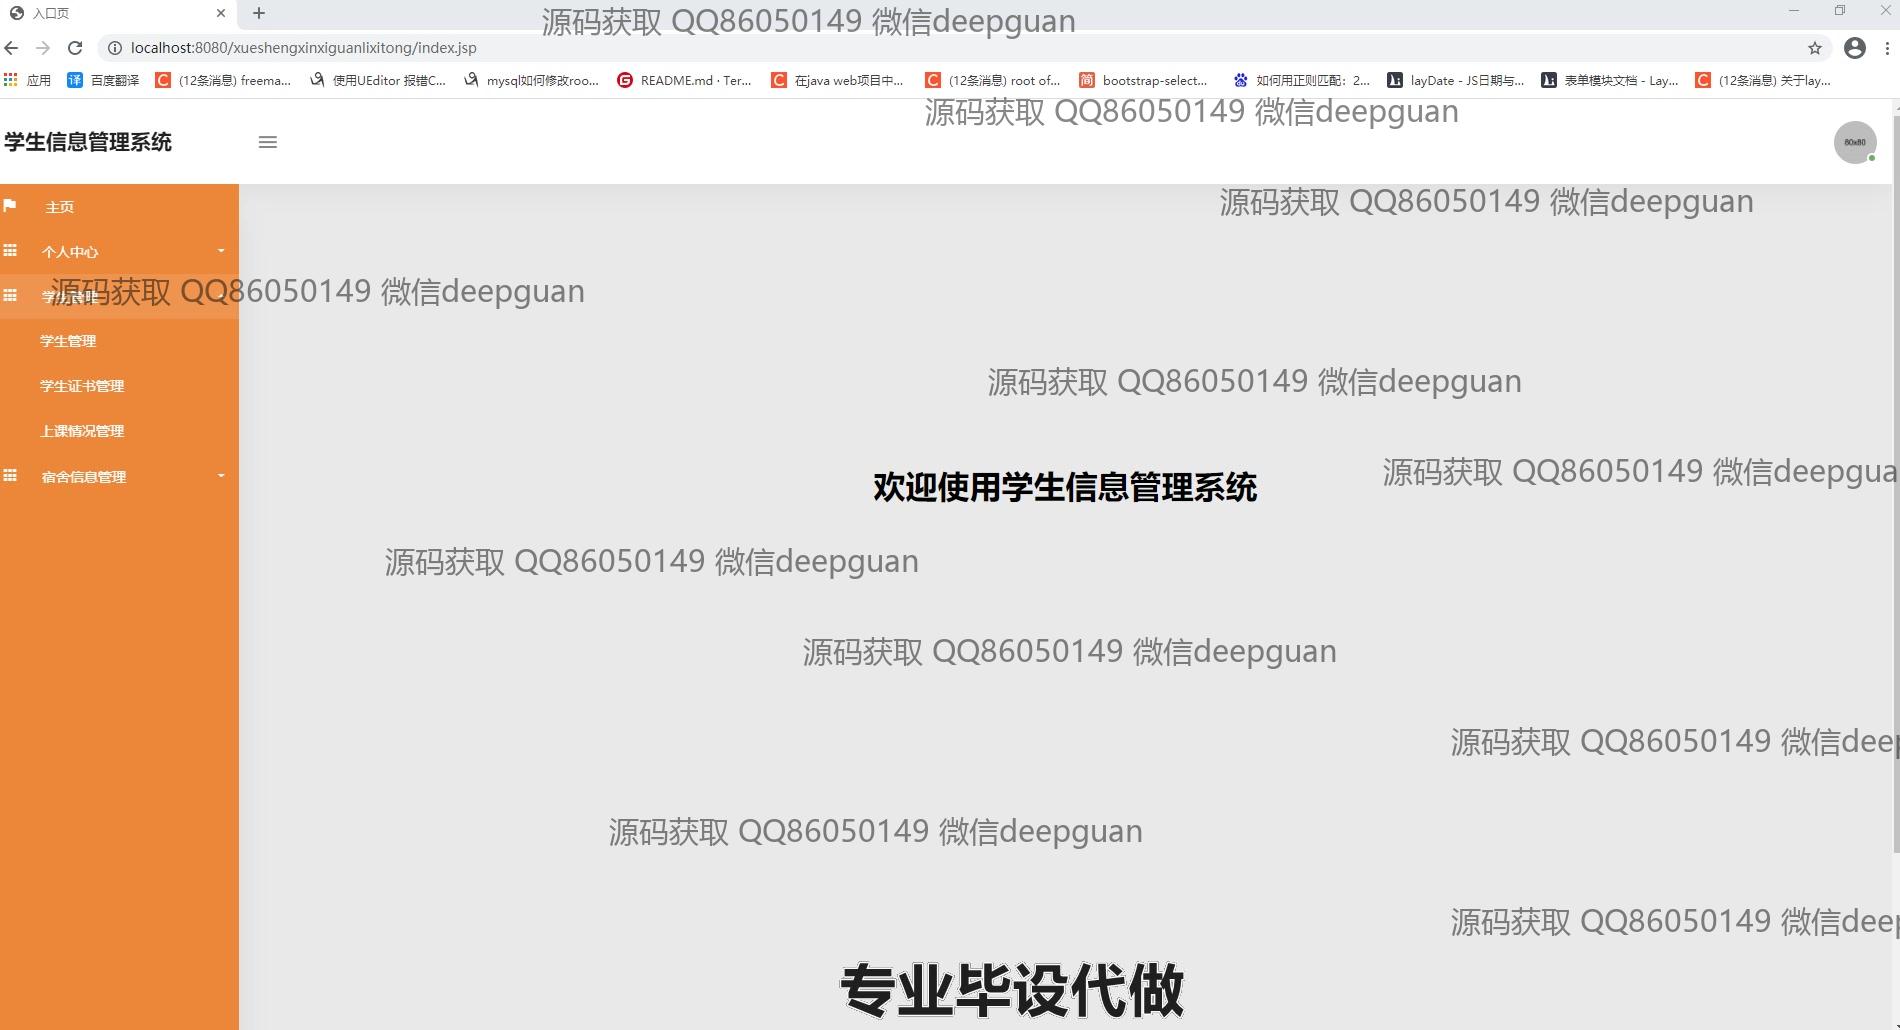 入口页
源码获取 QQ86050149 微信deepguan
localhost:8080/xueshengxinxiguanlixitong/index.jsp
应用
百度翻译
(12条消息) freema...
使用UEditor 报错C...
mysql如何修改roo...
README.md · Ter...
在java web项目中...
(12条消息) root of...
bootstrap-select...
如何用正则匹配：2...
layDate - JS日期与...
表单模块文档 - Lay...
(12条消息) 关于lay...
源码获取 QQ86050149 微信deepguan
学生信息管理系统
80x80
源码获取 QQ86050149 微信deepguan
主页
个人中心
源码获取 QQ86050149 微信deepguan
学生管理
学生管理
源码获取 QQ86050149 微信deepguan
学生证书管理
上课情况管理
宿舍信息管理
源码获取 QQ86050149 微信deepgua
欢迎使用学生信息管理系统
源码获取 QQ86050149 微信deepguan
源码获取 QQ86050149 微信deepguan
源码获取 QQ86050149 微信deep
源码获取 QQ86050149 微信deepguan
源码获取 QQ86050149 微信deep
专业毕设代做